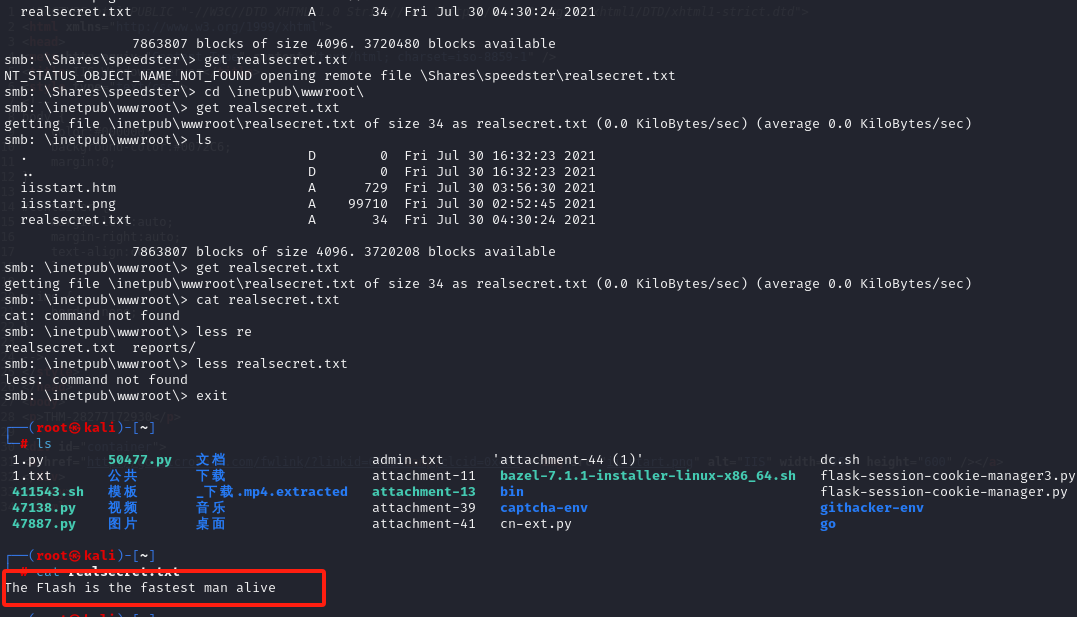 realsecret.txt A 34 Fri Jul 30 04:30:24 2021
7863807 blocks of size 4096. 3720480 blocks available
smb: \Shares\speedster\> get realsecret.txt
NT_STATUS_OBJECT_NAME_NOT_FOUND opening remote file \Shares\speedster\realsecret.txt
smb: \Shares\speedster\> cd \inetpub\wwwroot\
smb: \inetpub\wwwroot\> get realsecret.txt
getting file \inetpub\wwwroot\realsecret.txt of size 34 as realsecret.txt (0.0 KiloBytes/sec) (average 0.0 KiloBytes/sec)
smb: \inetpub\wwwroot\> ls
. D 0 Fri Jul 30 16:32:23 2021
.. D 0 Fri Jul 30 16:32:23 2021
iisstart.htm A 729 Fri Jul 30 03:56:30 2021
iisstart.png A 99710 Fri Jul 30 02:52:45 2021
realsecret.txt A 34 Fri Jul 30 04:30:24 2021
7863807 blocks of size 4096. 3720208 blocks available
smb: \inetpub\wwwroot\> get realsecret.txt
getting file \inetpub\wwwroot\realsecret.txt of size 34 as realsecret.txt (0.0 KiloBytes/sec) (average 0.0 KiloBytes/sec)
smb: \inetpub\wwwroot\> cat realsecret.txt
cat: command not found
smb: \inetpub\wwwroot\> less re
realsecret.txt reports/
smb: \inetpub\wwwroot\> less realsecret.txt
less: command not found
smb: \inetpub\wwwroot\> exit
┌──(root㉿kali)-[~]
└─# ls
1.py 50477.py 文档 admin.txt 'attachment-44 (1)' dc.sh
1.txt 公共 下载 attachment-11 bazel-7.1.1-installer-linux-x86_64.sh flask-session-cookie-manager3.py
411543.sh 模板 _下载.mp4.extracted attachment-13 bin flask-session-cookie-manager.py
47138.py 视频 音乐 attachment-39 captcha-env githacker-env
47887.py 图片 桌面 attachment-41 cn-ext.py go
┌──(root㉿kali)-[~]
└─# cat realsecret.txt
The Flash is the fastest man alive